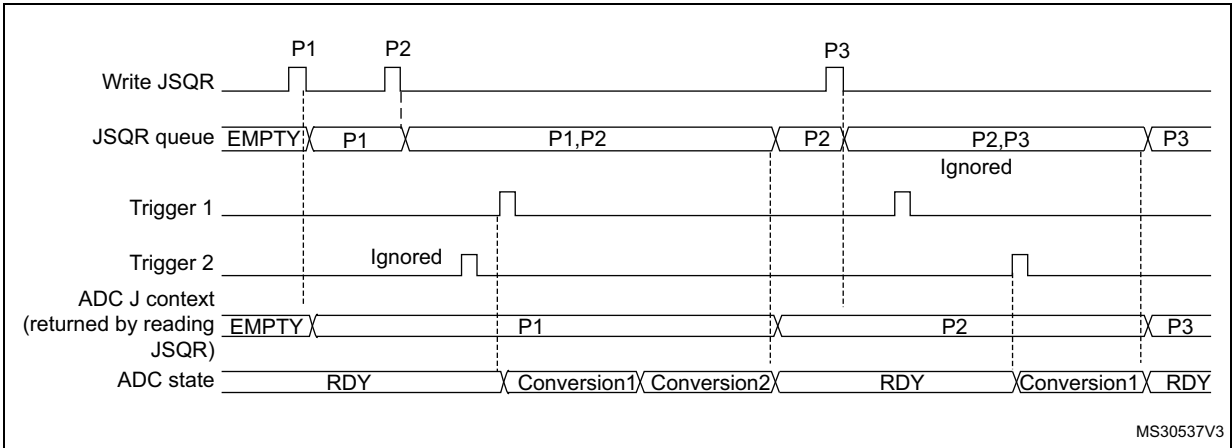 P1 P2 P3
Write JSQR
JSQR queue EMPTY P1 P1,P2 P2 P2,P3 P3
Ignored
Trigger 1
Trigger 2 Ignored
ADC J context
(returned by reading EMPTY P1 P2 P3
JSQR)
ADC state RDY Conversion1 Conversion2 RDY Conversion1 RDY
MS30537V3